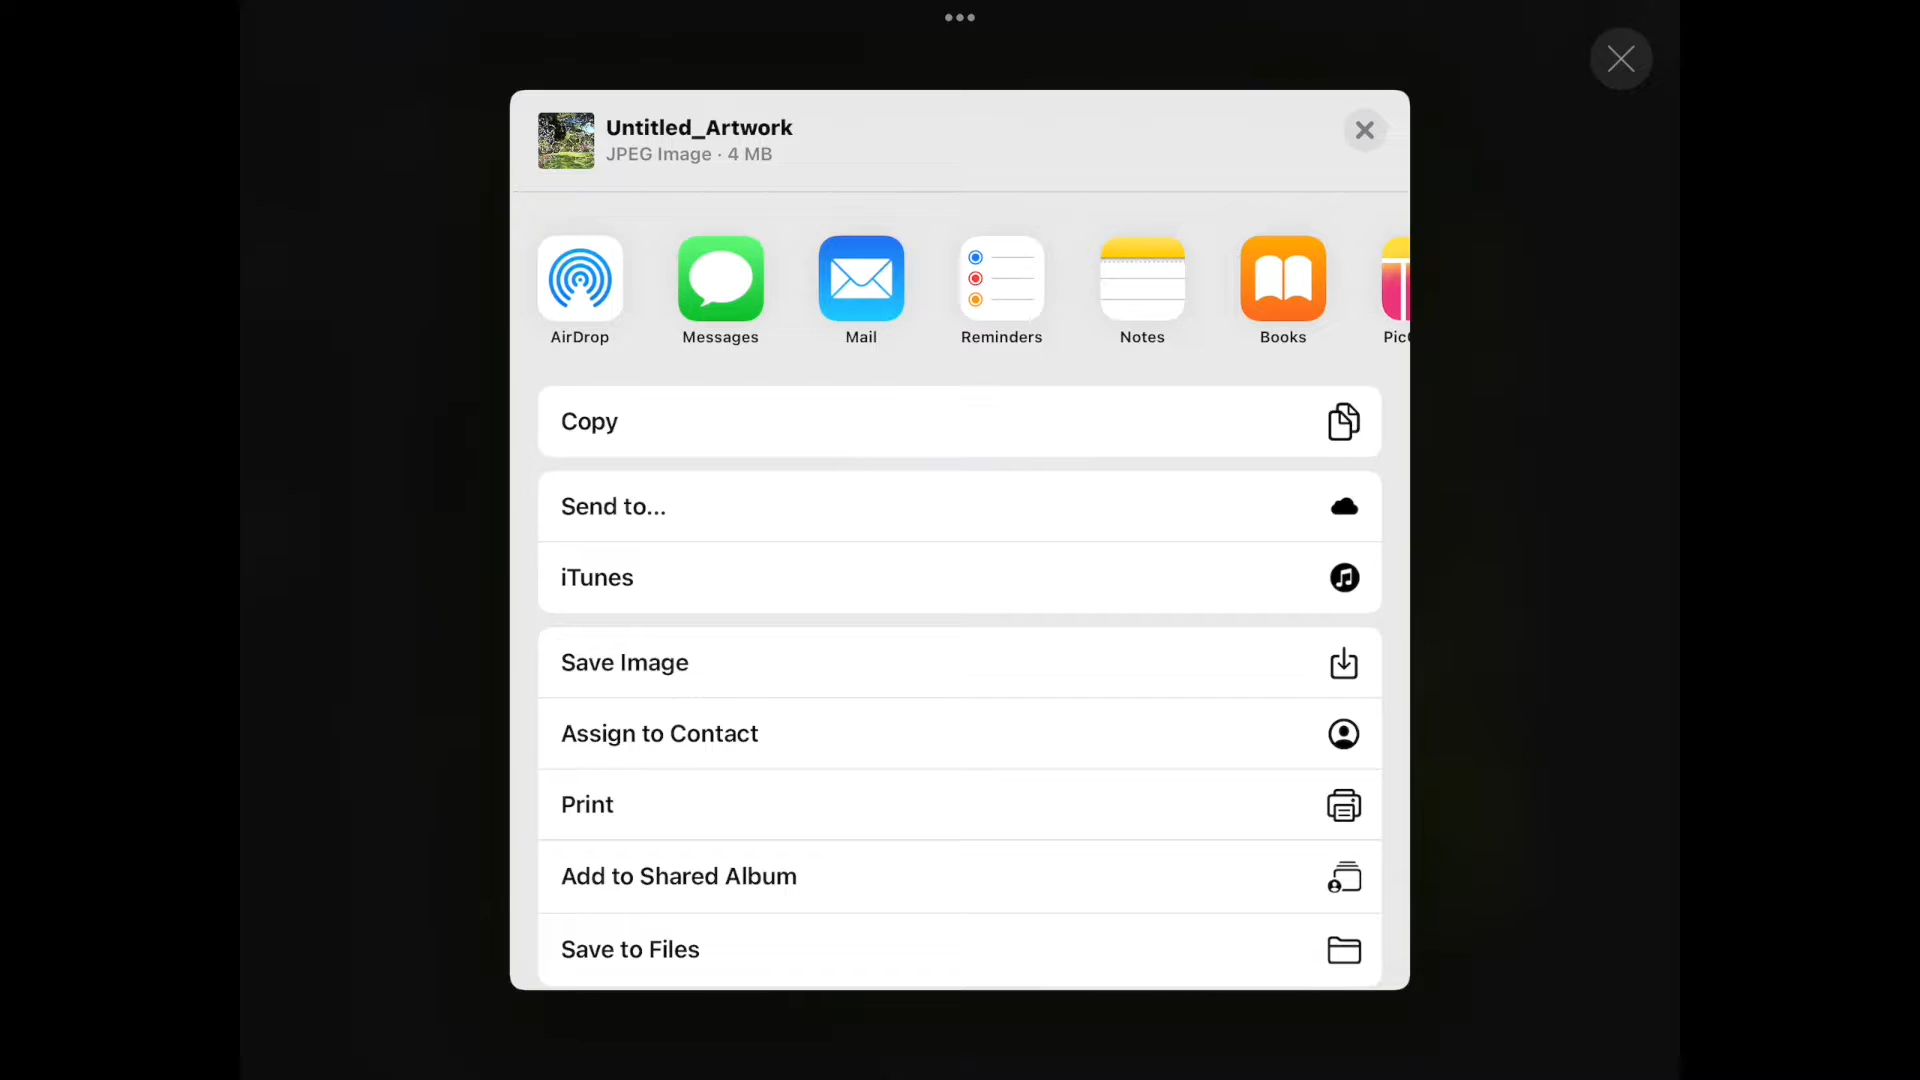 Untitled_Artwork
JPEG Image · 4 MB
AirDrop
Messages
Mail
Reminders
Notes
Books
Copy
Send to...
iTunes
Save Image
Assign to Contact
Print
Add to Shared Album
Save to Files